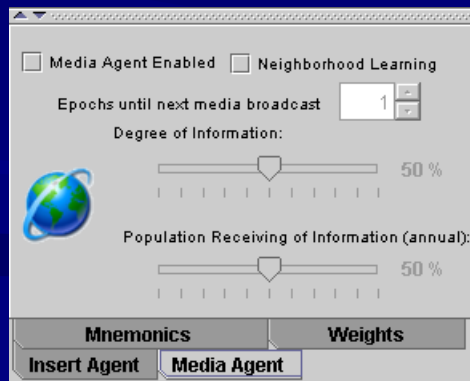 Media Agent Enabled Neighborhood Learning
Epochs until next media broadcast 1
Degree of Information:
50 %
Population Receiving of Information (annual):
50 %
Mnemonics Weights
Insert Agent Media Agent